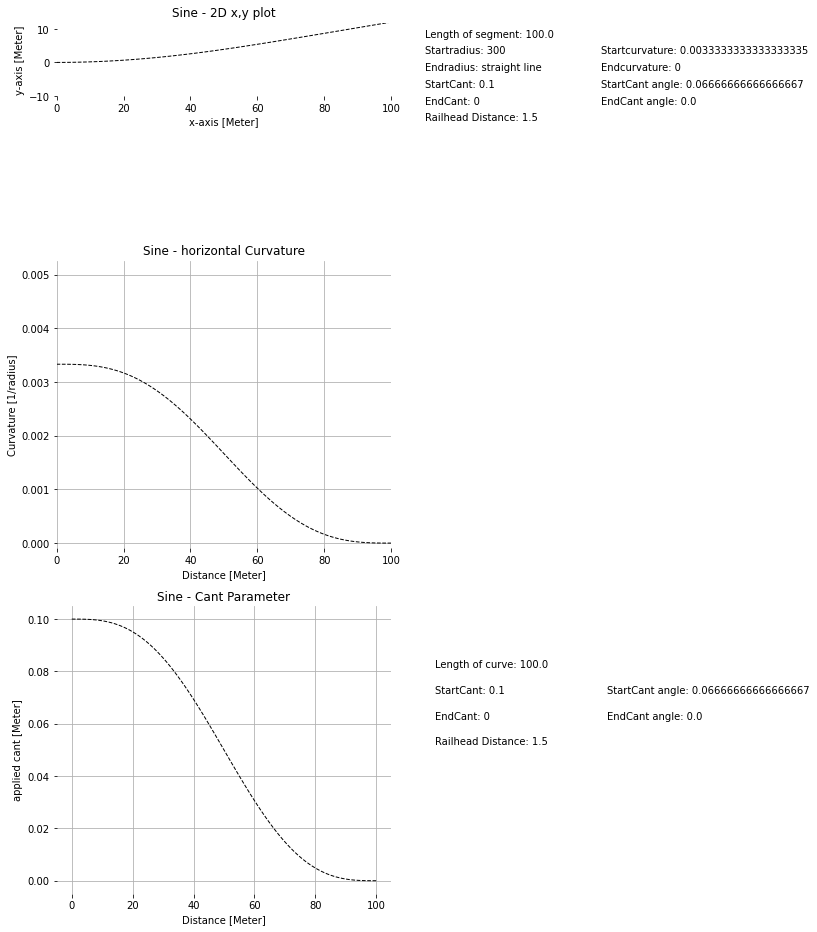 Sine - 2D x,y plot
10
0
−10
y-axis [Meter]
0 20 40 60 80 100
x-axis [Meter]
Length of segment: 100.0
Startradius: 300 Startcurvature: 0.0033333333333333335
Endradius: straight line Endcurvature: 0
StartCant: 0.1 StartCant angle: 0.06666666666666667
EndCant: 0 EndCant angle: 0.0
Railhead Distance: 1.5
Sine - horizontal Curvature
0.005
0.004
0.003
0.002
0.001
0.000
Curvature [1/radius]
0 20 40 60 80 100
Distance [Meter]
Sine - Cant Parameter
0.10
0.08
0.06
0.04
0.02
0.00
applied cant [Meter]
0 20 40 60 80 100
Distance [Meter]
Length of curve: 100.0
StartCant: 0.1 StartCant angle: 0.06666666666666667
EndCant: 0 EndCant angle: 0.0
Railhead Distance: 1.5